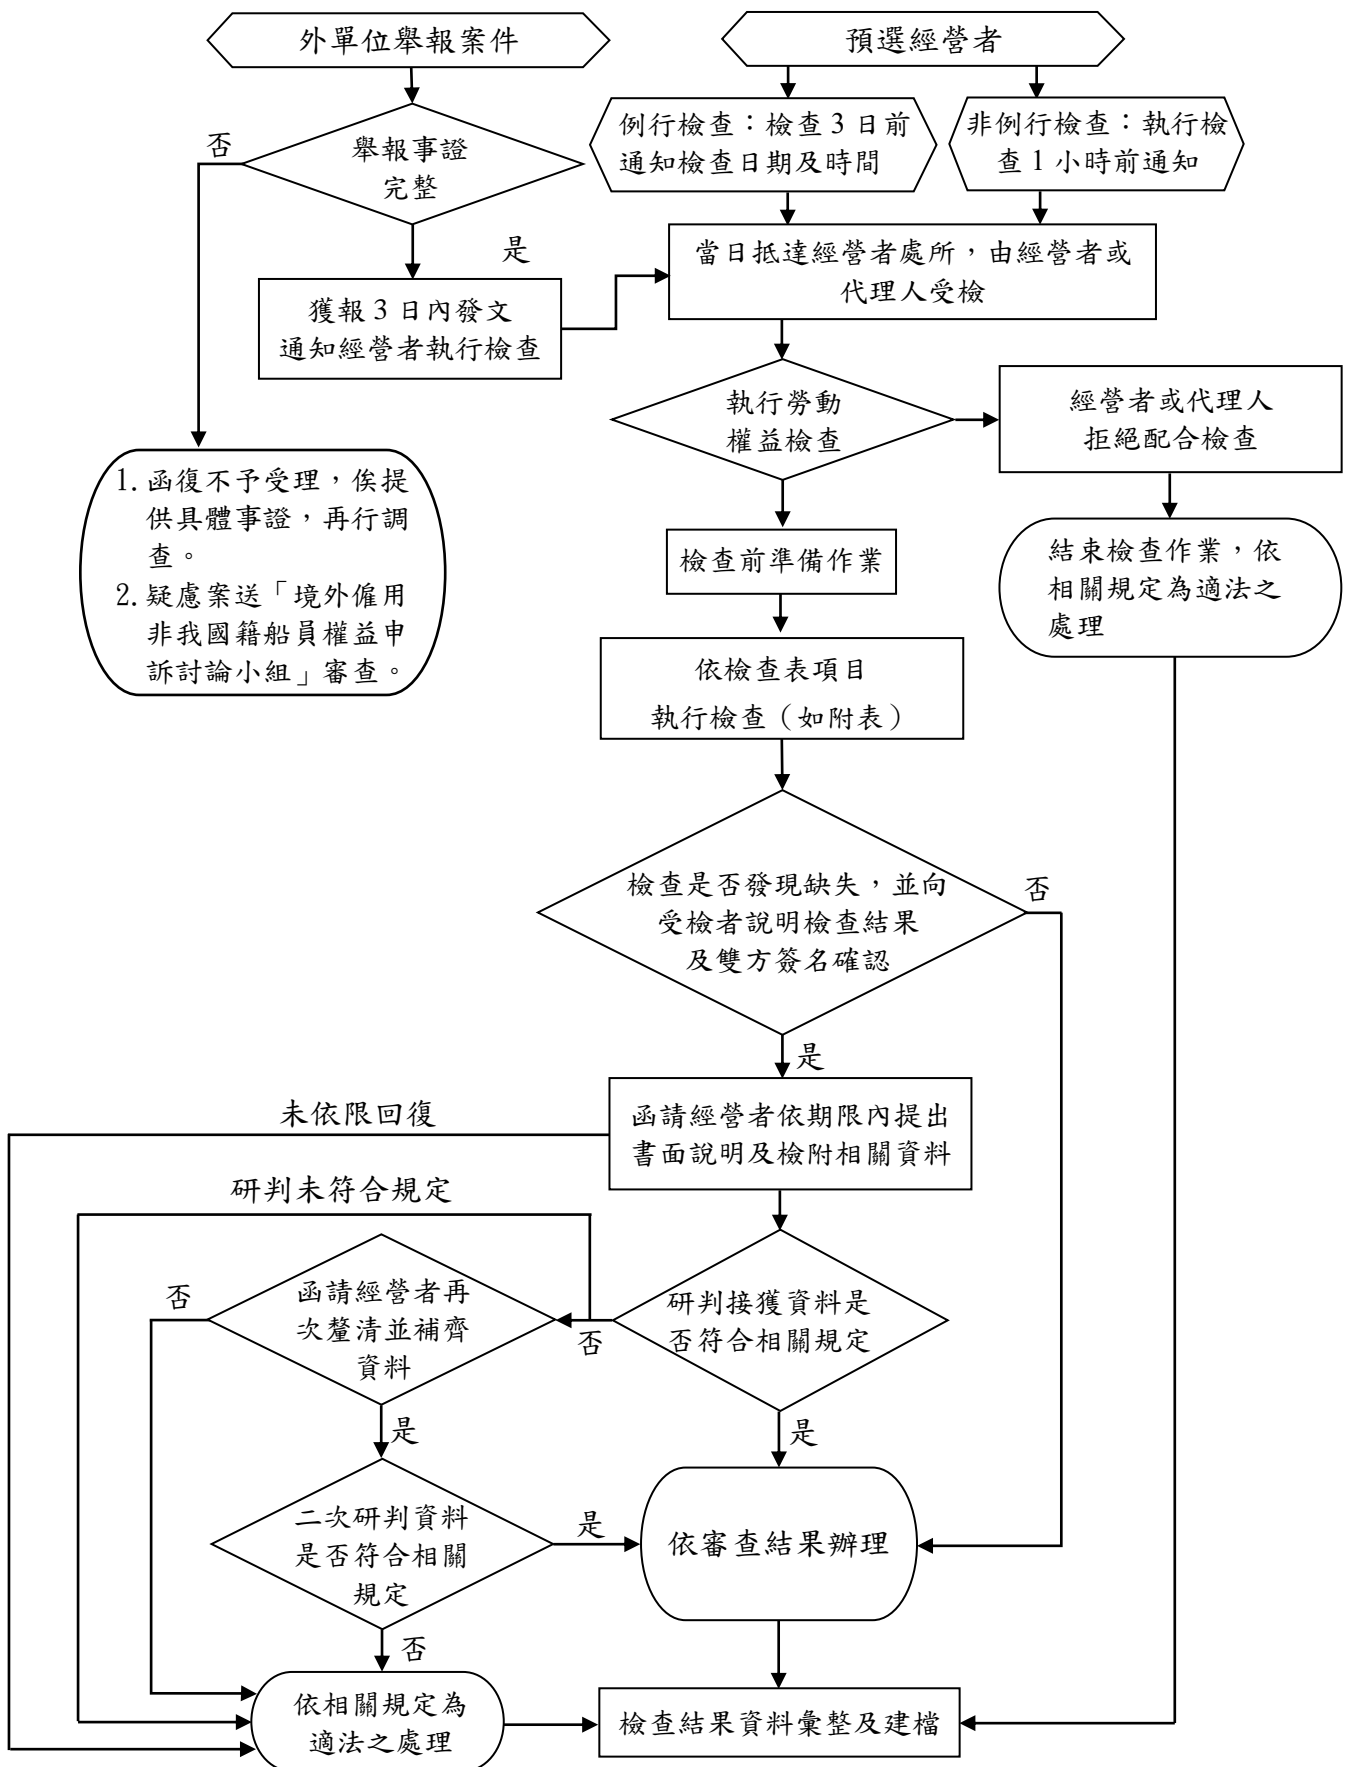 外單位舉報案件
預選經營者
例行檢查：檢查3日前
通知檢查日期及時間
非例行檢查：執行檢
查1小時前通知
否
舉報事證
完整
是
當日抵達經營者處所，由經營者或
代理人受檢
獲報3日內發文
通知經營者執行檢查
執行勞動
權益檢查
經營者或代理人
拒絕配合檢查
1.函復不予受理，俟提
供具體事證，再行調
查。
2.疑慮案送「境外僱用
非我國籍船員權益申
訴討論小組」審查。
檢查前準備作業
結束檢查作業，依
相關規定為適法之
處理
依檢查表項目
執行檢查（如附表）
檢查是否發現缺失，並向
受檢者說明檢查結果
及雙方簽名確認
否
是
未依限回復
函請經營者依期限內提出
書面說明及檢附相關資料
研判未符合規定
否
函請經營者再
次釐清並補齊
資料
否
研判接獲資料是
否符合相關規定
是
是
二次研判資料
是否符合相關
規定
是
依審查結果辦理
否
依相關規定為
適法之處理
檢查結果資料彙整及建檔